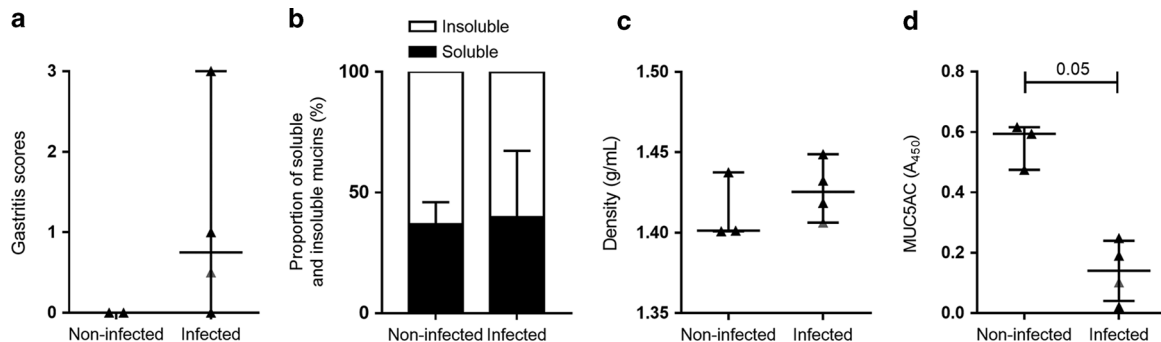 a
Gastritis scores
3
2
1
0
Non-infected Infected
b
Insoluble
Soluble
Proportion of soluble
and insoluble mucins (%)
100
50
0
Non-infected Infected
c
Density (g/mL)
1.50
1.45
1.40
1.35
Non-infected Infected
d
MUC5AC (A450)
0.8
0.6
0.4
0.2
0.0
0.05
Non-infected Infected